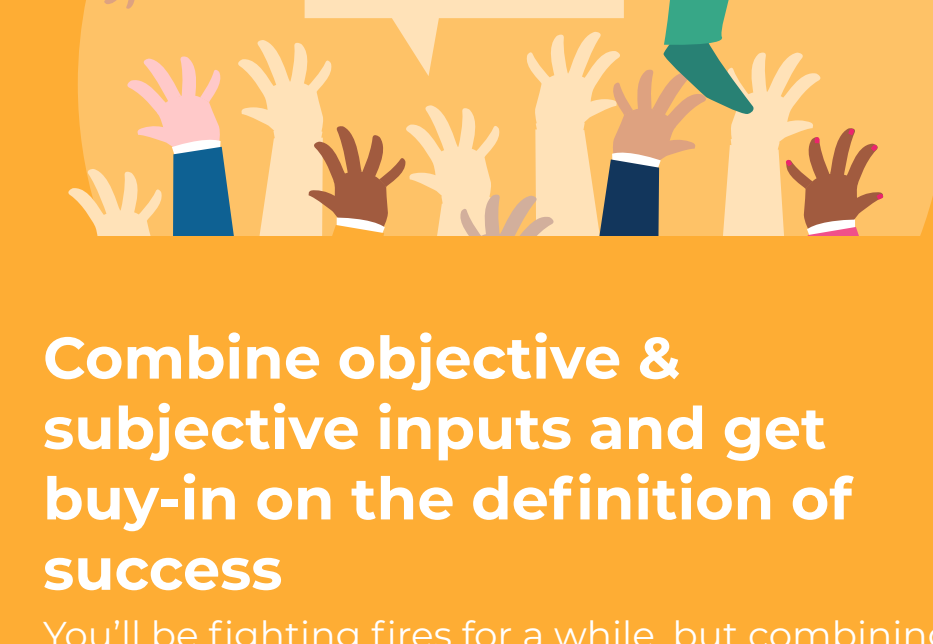 Combine objective &
subjective inputs and get
buy-in on the definition of
success
You’ll be fighting fires for a while, but combining